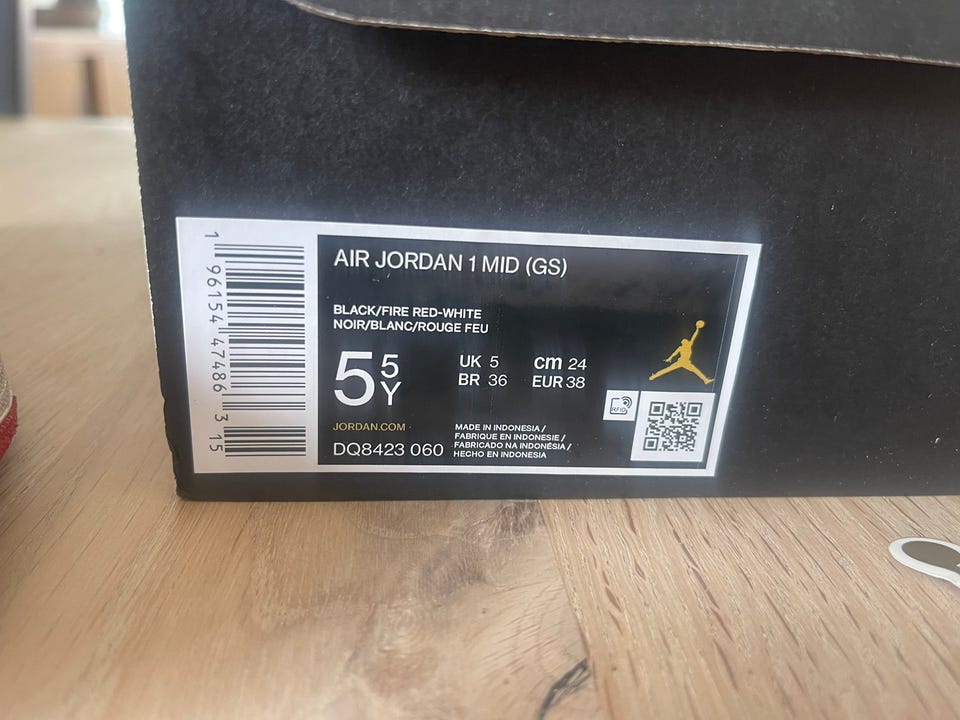 1 96154 47486 3 15
AIR JORDAN 1 MID (GS)
BLACK/FIRE RED-WHITE
NOIR/BLANC/ROUGE FEU
5 5Y
UK 5 cm 24
BR 36 EUR 38
RFID
JORDAN.COM
DQ8423 060
MADE IN INDONESIA /
FABRIQUE EN INDONESIE /
FABRICADO NA INDONÉSIA /
HECHO EN INDONESIA